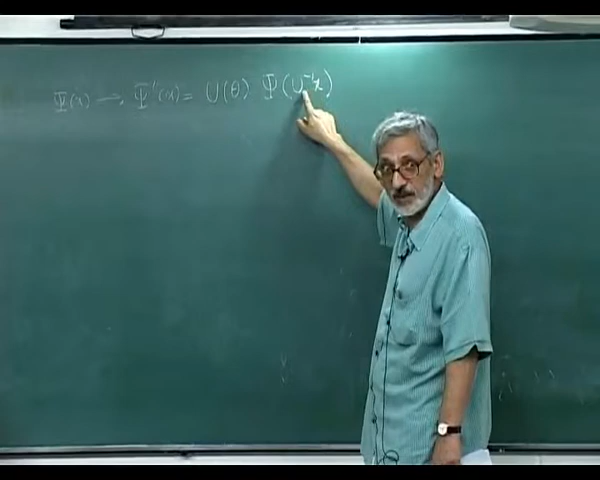 Ψ(x) → Ψ'(x) = U(θ) Ψ(U⁻¹x)